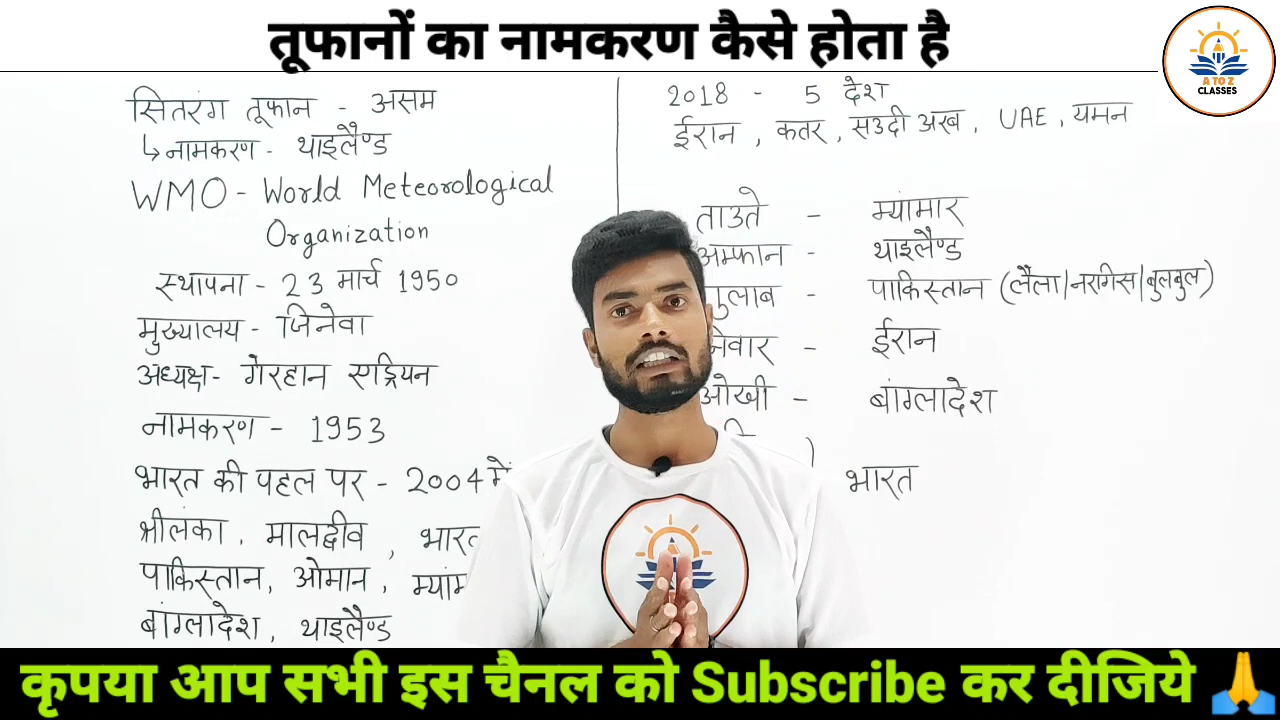 तूफानों का नामकरण कैसे होता है
A TO Z
CLASSES
सितरंग तूफान - असम
↳ नामकरण - थाइलैण्ड
WMO - World Meteorological
Organization
स्थापना - 23 मार्च 1950
मुख्यालय - जिनेवा
अध्यक्ष - गेरहान एड्रियन
नामकरण - 1953
भारत की पहल पर - 2004 में
श्रीलंका, मालद्वीव, भारत
पाकिस्तान, ओमान,
बांग्लादेश, थाइलैण्ड
2018 - 5 देश
ईरान, कतर, सउदी अरब, UAE, यमन
ताउते - म्यांमार
अम्फान - थाइलैण्ड
गुलाब - पाकिस्तान (लैला/नरगिस/बुलबुल)
निवार - ईरान
ओखी - बांग्लादेश
भारत
कृपया आप सभी इस चैनल को Subscribe कर दीजिये 🙏